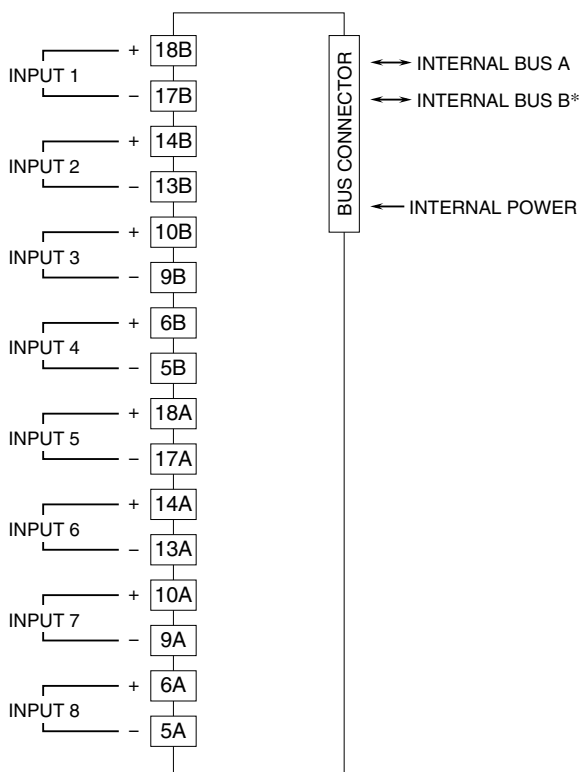 + 18B
INPUT 1
− 17B
+ 14B
INPUT 2
− 13B
+ 10B
INPUT 3
− 9B
+ 6B
INPUT 4
− 5B
+ 18A
INPUT 5
− 17A
+ 14A
INPUT 6
− 13A
+ 10A
INPUT 7
− 9A
+ 6A
INPUT 8
− 5A
BUS CONNECTOR
INTERNAL BUS A
INTERNAL BUS B*
INTERNAL POWER